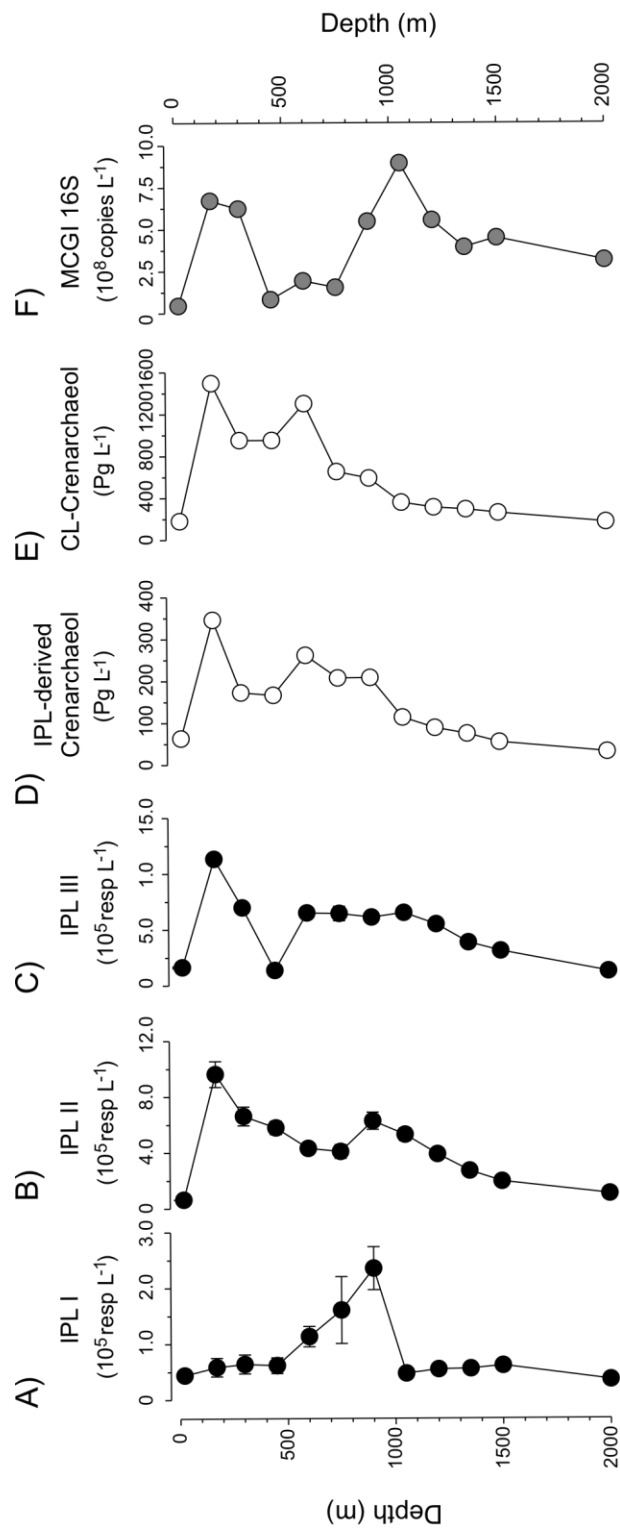 A)
IPL I
(10⁵resp L⁻¹)
0
1.0
2.0
3.0
Depth (m)
0
500
1000
1500
2000
B)
IPL II
(10⁵resp L⁻¹)
0
4.0
8.0
12.0
C)
IPL III
(10⁵resp L⁻¹)
0
5.0
1.0
15.0
D)
IPL-derived
Crenarchaeol
(Pg L⁻¹)
0
100
200
300
400
E)
CL-Crenarchaeol
(Pg L⁻¹)
0
400
800
1200
1600
F)
MCGI 16S
(10⁸copies L⁻¹)
0
2.5
5.0
7.5
10.0
Depth (m)
0
500
1000
1500
2000